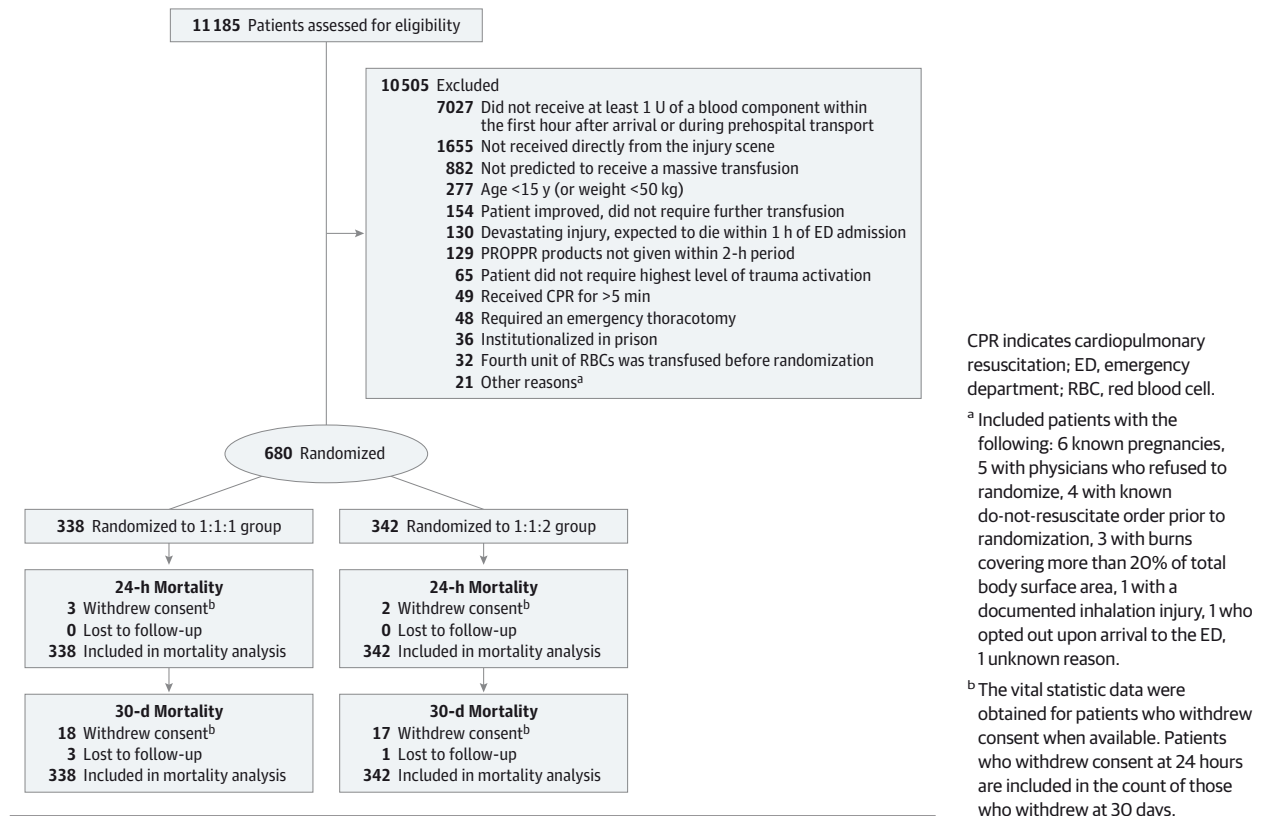 11185 Patients assessed for eligibility
10505 Excluded
7027 Did not receive at least 1 U of a blood component within
the first hour after arrival or during prehospital transport
1655 Not received directly from the injury scene
882 Not predicted to receive a massive transfusion
277 Age <15 y (or weight <50 kg)
154 Patient improved, did not require further transfusion
130 Devastating injury, expected to die within 1 h of ED admission
129 PROPPR products not given within 2-h period
65 Patient did not require highest level of trauma activation
49 Received CPR for >5 min
48 Required an emergency thoracotomy
36 Institutionalized in prison
32 Fourth unit of RBCs was transfused before randomization
21 Other reasonsa
680 Randomized
338 Randomized to 1:1:1 group
342 Randomized to 1:1:2 group
24-h Mortality
3 Withdrew consentb
0 Lost to follow-up
338 Included in mortality analysis
24-h Mortality
2 Withdrew consentb
0 Lost to follow-up
342 Included in mortality analysis
30-d Mortality
18 Withdrew consentb
3 Lost to follow-up
338 Included in mortality analysis
30-d Mortality
17 Withdrew consentb
1 Lost to follow-up
342 Included in mortality analysis
CPR indicates cardiopulmonary
resuscitation; ED, emergency
department; RBC, red blood cell.
a Included patients with the
following: 6 known pregnancies,
5 with physicians who refused to
randomize, 4 with known
do-not-resuscitate order prior to
randomization, 3 with burns
covering more than 20% of total
body surface area, 1 with a
documented inhalation injury, 1 who
opted out upon arrival to the ED,
1 unknown reason.
b The vital statistic data were
obtained for patients who withdrew
consent when available. Patients
who withdrew consent at 24 hours
are included in the count of those
who withdrew at 30 days.